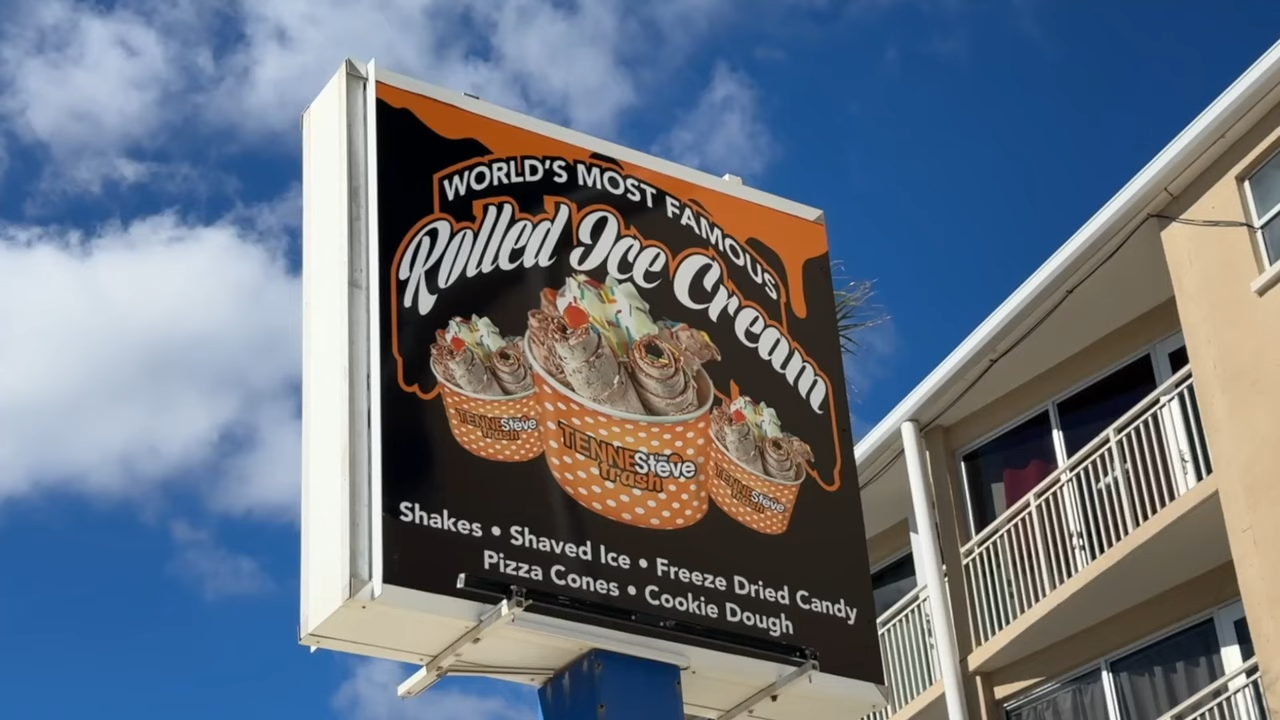 WORLD'S MOST FAMOUS
Rolled Ice Cream
TENNESteve
trash
TENNESteve
trash
TENNESteve
trash
Shakes • Shaved Ice • Freeze Dried Candy
Pizza Cones • Cookie Dough